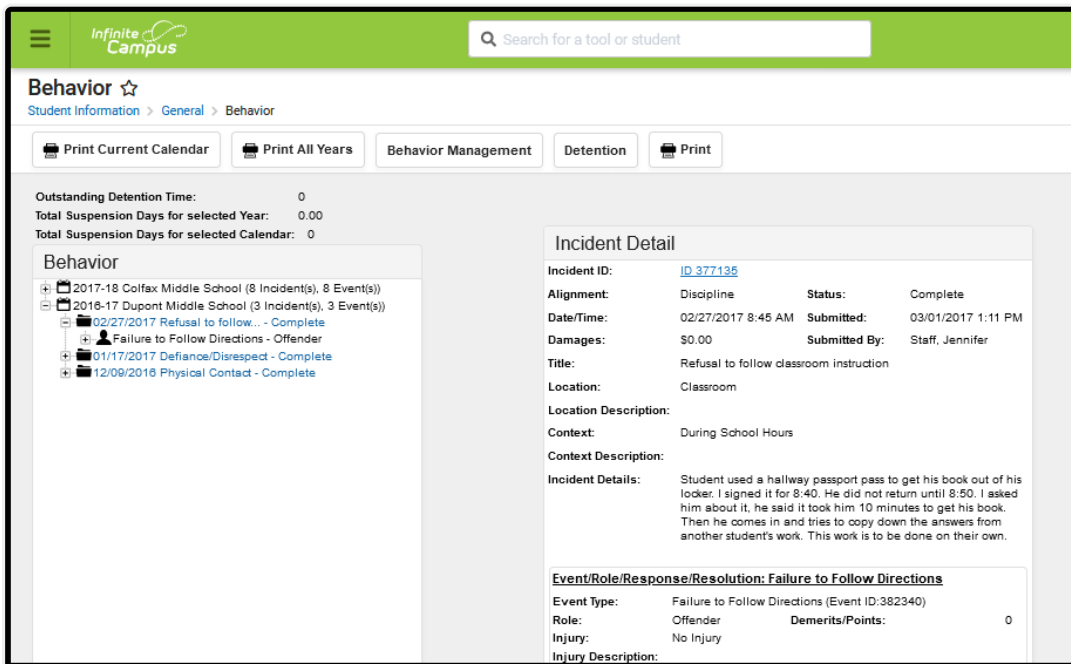 Infinite Campus
Search for a tool or student
Behavior
Student Information > General > Behavior
Print Current Calendar Print All Years Behavior Management Detention Print
Outstanding Detention Time: 0
Total Suspension Days for selected Year: 0.00
Total Suspension Days for selected Calendar: 0
Behavior
2017-18 Colfax Middle School (8 Incident(s), 8 Event(s))
2016-17 Dupont Middle School (3 Incident(s), 3 Event(s))
02/27/2017 Refusal to follow... - Complete
Failure to Follow Directions - Offender
01/17/2017 Defiance/Disrespect - Complete
12/09/2016 Physical Contact - Complete
Incident Detail
Incident ID: ID 377135
Alignment: Discipline Status: Complete
Date/Time: 02/27/2017 8:45 AM Submitted: 03/01/2017 1:11 PM
Damages: $0.00 Submitted By: Staff, Jennifer
Title: Refusal to follow classroom instruction
Location: Classroom
Location Description:
Context: During School Hours
Context Description:
Incident Details: Student used a hallway passport pass to get his book out of his
locker. I signed it for 8:40. He did not return until 8:50. I asked
him about it, he said it took him 10 minutes to get his book.
Then he comes in and tries to copy down the answers from
another student's work. This work is to be done on their own.
Event/Role/Response/Resolution: Failure to Follow Directions
Event Type: Failure to Follow Directions (Event ID:382340)
Role: Offender Demerits/Points: 0
Injury: No Injury
Injury Description: